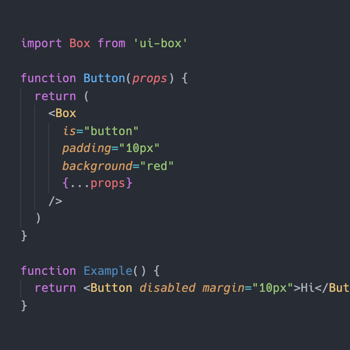 import Box from 'ui-box'
function Button(props) {
return (
<Box
is="button"
padding="10px"
background="red"
{...props}
/>
)
}
function Example() {
return <Button disabled margin="10px">Hi</But
}